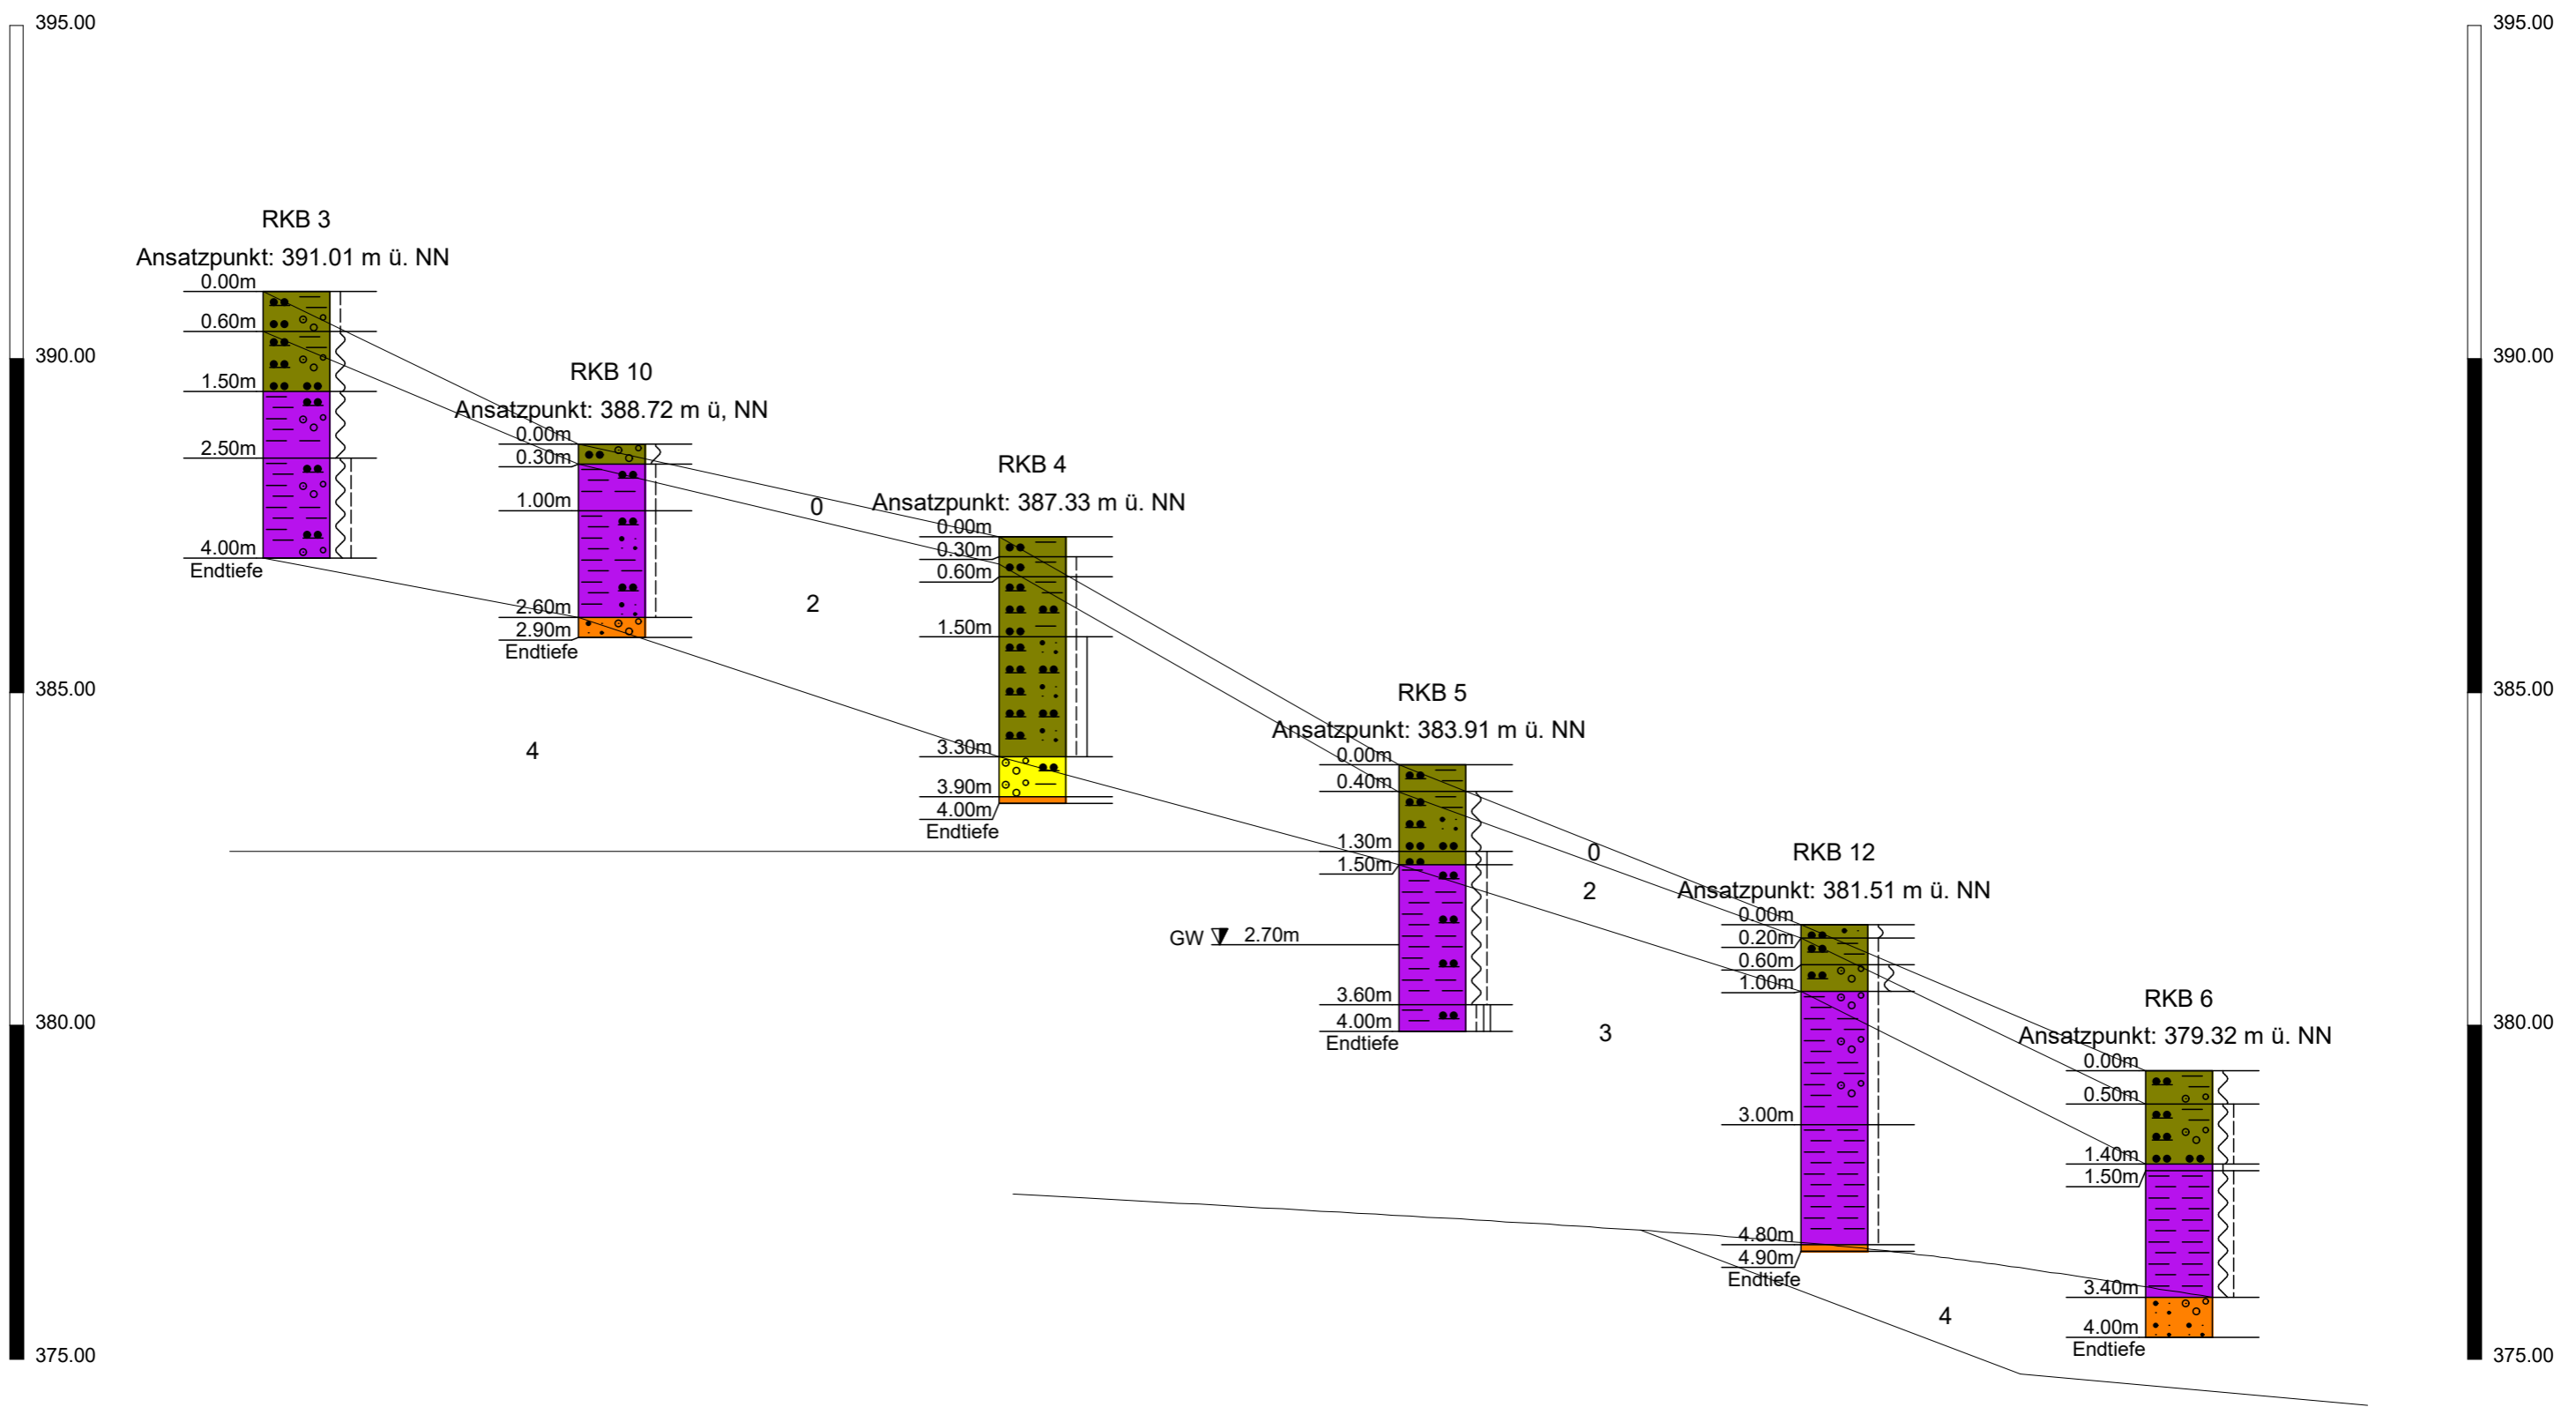 395.00
395.00
RKB 3
Ansatzpunkt: 391.01 m ü. NN
0.00m
0.60m
1.50m
2.50m
4.00m
Endtiefe
390.00
390.00
RKB 10
Ansatzpunkt: 388.72 m ü, NN
0.00m
0.30m
1.00m
2.60m
2.90m
Endtiefe
0
2
4
RKB 4
Ansatzpunkt: 387.33 m ü. NN
0.00m
0.30m
0.60m
1.50m
3.30m
3.90m
4.00m
Endtiefe
385.00
385.00
RKB 5
Ansatzpunkt: 383.91 m ü. NN
0.00m
0.40m
1.30m
1.50m
GW 2.70m
3.60m
4.00m
Endtiefe
0
2
3
RKB 12
Ansatzpunkt: 381.51 m ü. NN
0.00m
0.20m
0.60m
1.00m
3.00m
4.80m
4.90m
Endtiefe
380.00
380.00
RKB 6
Ansatzpunkt: 379.32 m ü. NN
0.00m
0.50m
1.40m
1.50m
3.40m
4.00m
Endtiefe
4
375.00
375.00